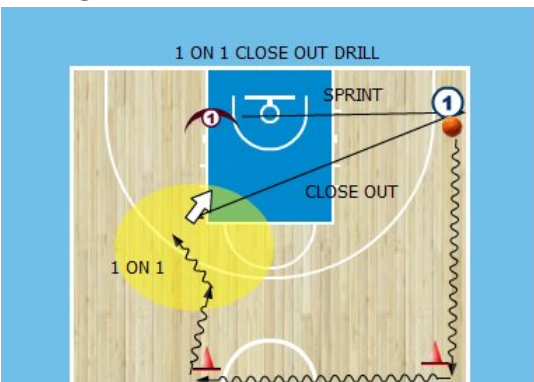 1 ON 1 CLOSE OUT DRILL
SPRINT
1
1
CLOSE OUT
1 ON 1